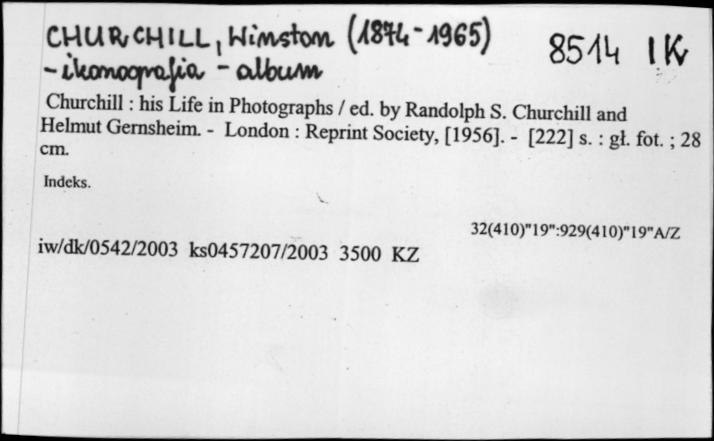 CHURCHILL, Winston (1874-1965) 8514 IK
- ikonografia - album
Churchill : his Life in Photographs / ed. by Randolph S. Churchill and
Helmut Gernsheim. - London : Reprint Society, [1956]. - [222] s. : gł. fot. ; 28
cm.
Indeks.
32(410)"19":929(410)"19"A/Z
iw/dk/0542/2003 ks0457207/2003 3500 KZ